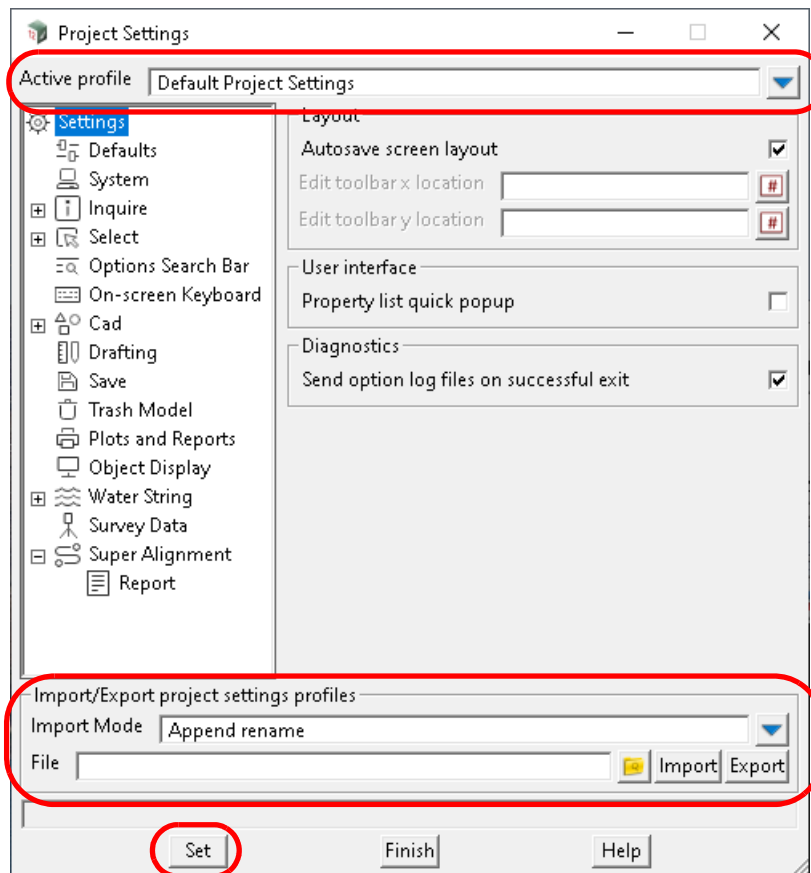 Project Settings
Active profile Default Project Settings
Settings
Defaults
System
Inquire
Select
Options Search Bar
On-screen Keyboard
Cad
Drafting
Save
Trash Model
Plots and Reports
Object Display
Water String
Survey Data
Super Alignment
Report
Layout
Autosave screen layout
Edit toolbar x location #
Edit toolbar y location #
User interface
Property list quick popup
Diagnostics
Send option log files on successful exit
Import/Export project settings profiles
Import Mode Append rename
File Import Export
Set Finish Help